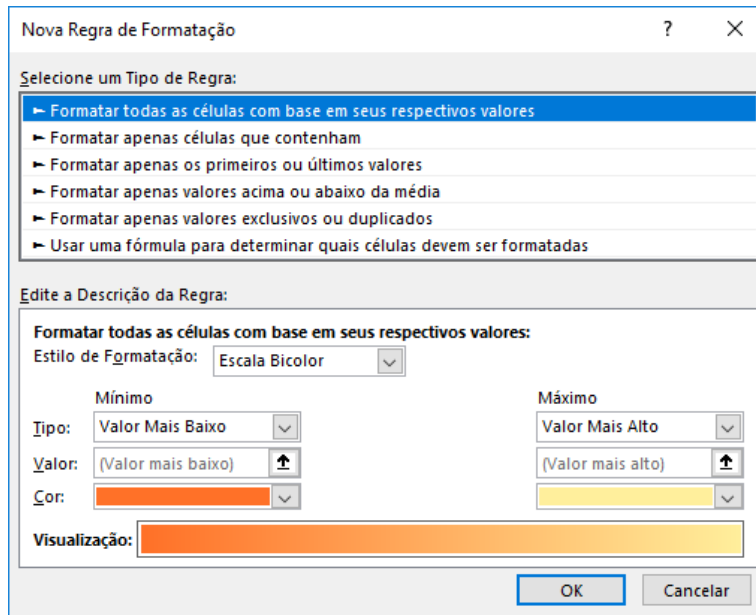 Nova Regra de Formatação ?
Selecione um Tipo de Regra:
► Formatar todas as células com base em seus respectivos valores
► Formatar apenas células que contenham
► Formatar apenas os primeiros ou últimos valores
► Formatar apenas valores acima ou abaixo da média
► Formatar apenas valores exclusivos ou duplicados
► Usar uma fórmula para determinar quais células devem ser formatadas
Edite a Descrição da Regra:
Formatar todas as células com base em seus respectivos valores:
Estilo de Formatação: Escala Bicolor
Mínimo Máximo
Tipo: Valor Mais Baixo Valor Mais Alto
Valor: (Valor mais baixo) (Valor mais alto)
Cor:
Visualização:
OK Cancelar